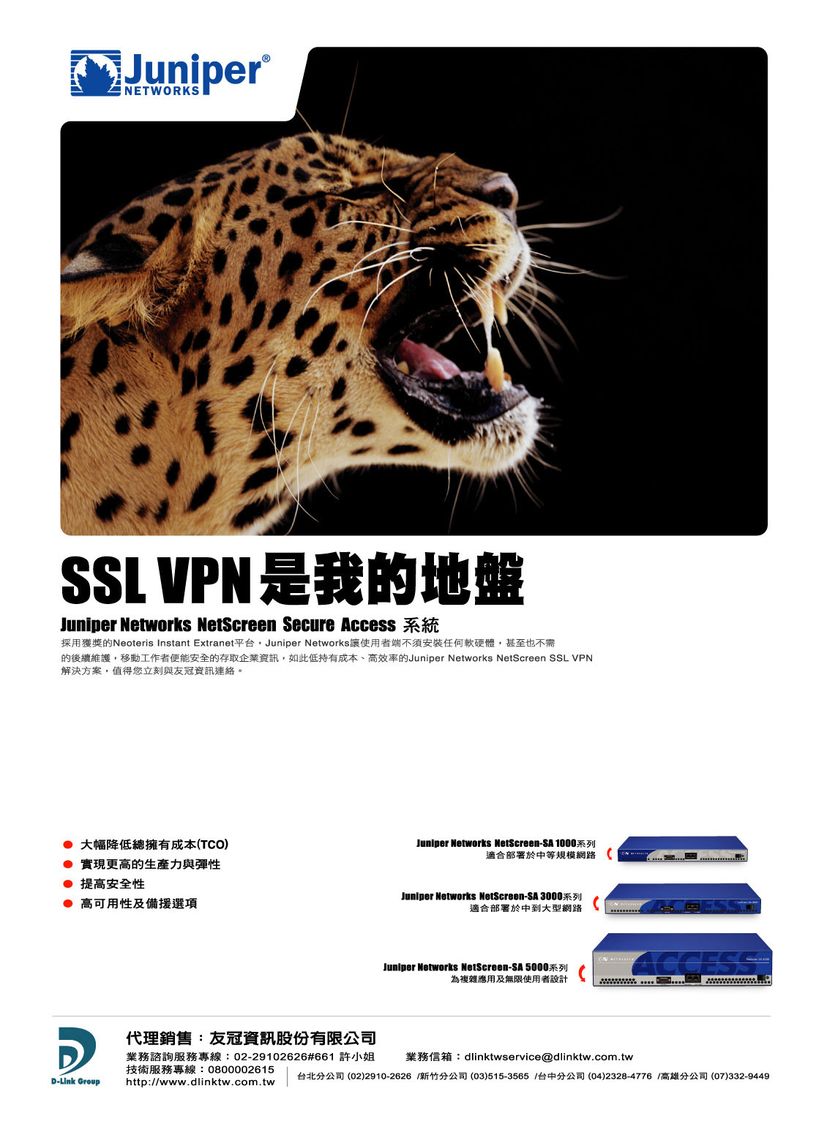 Juniper®
NETWORKS
SSL VPN是我的地盤
Juniper Networks NetScreen Secure Access 系統
採用獲獎的Neoteris Instant Extranet平台，Juniper Networks讓使用者端不須安裝任何軟硬體，甚至也不需
的後續維護，移動工作者便能安全的存取企業資訊，如此低持有成本、高效率的Juniper Networks NetScreen SSL VPN
解決方案，值得您立刻與友冠資訊連絡。
● 大幅降低總擁有成本(TCO)
● 實現更高的生產力與彈性
● 提高安全性
● 高可用性及備援選項
Juniper Networks NetScreen-SA 1000系列
適合部署於中等規模網路
Juniper Networks NetScreen-SA 3000系列
適合部署於中到大型網路
ACCESS
Juniper Networks NetScreen-SA 5000系列
為複雜應用及無限使用者設計
ACCESS
D-Link Group
代理銷售：友冠資訊股份有限公司
業務諮詢服務專線：02-29102626#661 許小姐 業務信箱：dlinktwservice@dlinktw.com.tw
技術服務專線：0800002615
http://www.dlinktw.com.tw
台北分公司 (02)2910-2626 /新竹分公司 (03)515-3565 /台中分公司 (04)2328-4776 /高雄分公司 (07)332-9449